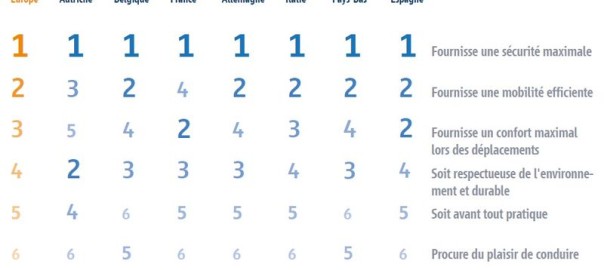 Europe Autriche Belgique France Allemagne Italie Pays-Bas Espagne
1 1 1 1 1 1 1 1 Fournisse une sécurité maximale
2 3 2 4 2 2 2 2 Fournisse une mobilité efficiente
3 5 4 2 4 3 4 2 Fournisse un confort maximal
lors des déplacements
4 2 3 3 3 4 3 4 Soit respectueuse de l'environne-
ment et durable
5 4 6 5 5 5 6 5 Soit avant tout pratique
6 6 5 6 6 6 5 6 Procure du plaisir de conduire